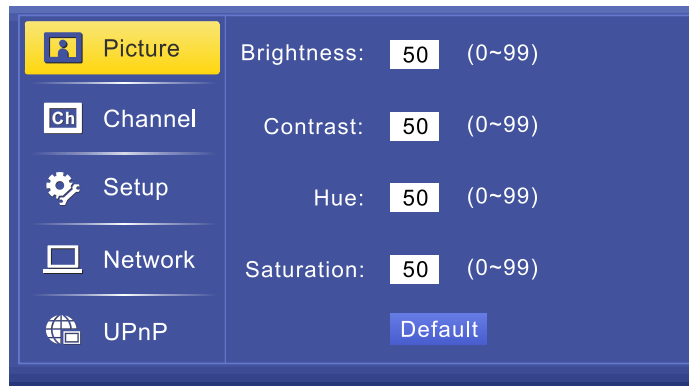 Picture
Ch Channel
Setup
Network
UPnP
Brightness: 50 (0~99)
Contrast: 50 (0~99)
Hue: 50 (0~99)
Saturation: 50 (0~99)
Default